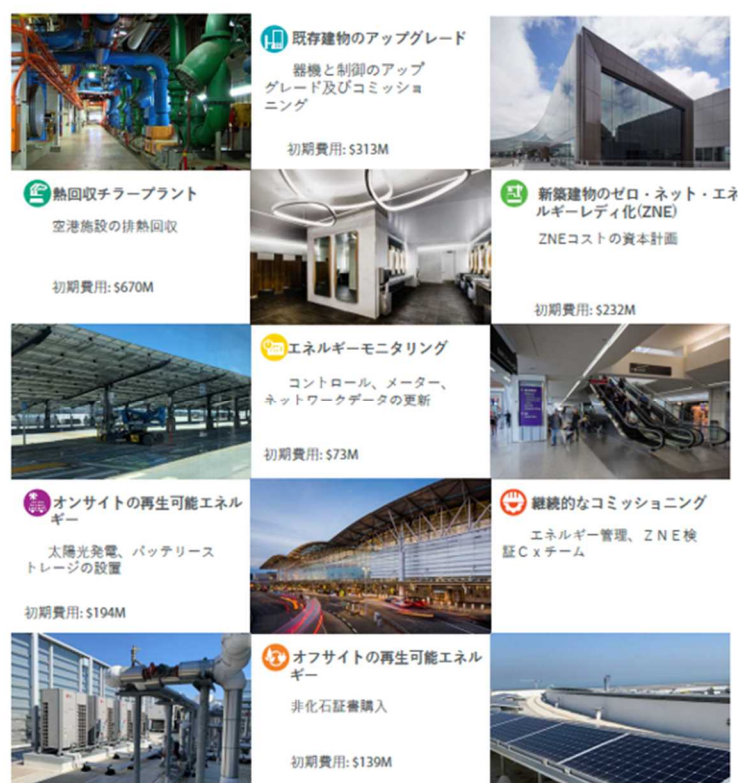 既存建物のアップグレード
器機と制御のアップ
グレード及びコミッショ
ニング
初期費用: $313M
熱回収チラープラント
空港施設の排熱回収
初期費用: $670M
新築建物のゼロ・ネット・エネ
ルギーレディ化(ZNE)
ZNEコストの資本計画
初期費用: $232M
エネルギーモニタリング
コントロール、メーター、
ネットワークデータの更新
初期費用: $73M
オンサイトの再生可能エネル
ギー
太陽光発電、バッテリース
トレージの設置
初期費用: $194M
継続的なコミッショニング
エネルギー管理、ＺＮＥ検
証Ｃｘチーム
オフサイトの再生可能エネル
ギー
非化石証書購入
初期費用: $139M